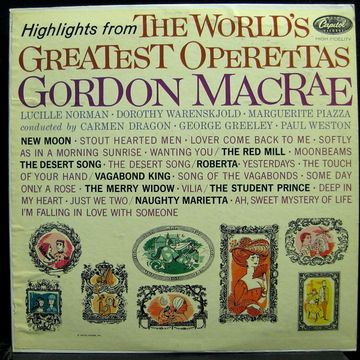 Highlights from THE WORLD'S
Capitol
HIGH FIDELITY
GREATEST OPERETTAS
GORDON MACRAE
LUCILLE NORMAN · DOROTHY WARENSKJOLD · MARGUERITE PIAZZA
conducted by CARMEN DRAGON · GEORGE GREELEY · PAUL WESTON
NEW MOON · STOUT HEARTED MEN · LOVER COME BACK TO ME · SOFTLY
AS IN A MORNING SUNRISE · WANTING YOU / THE RED MILL · MOONBEAMS
THE DESERT SONG · THE DESERT SONG / ROBERTA · YESTERDAYS · THE TOUCH
OF YOUR HAND / VAGABOND KING · SONG OF THE VAGABONDS · SOME DAY
ONLY A ROSE · THE MERRY WIDOW · VILIA / THE STUDENT PRINCE · DEEP IN
MY HEART · JUST WE TWO / NAUGHTY MARIETTA · AH, SWEET MYSTERY OF LIFE
I'M FALLING IN LOVE WITH SOMEONE